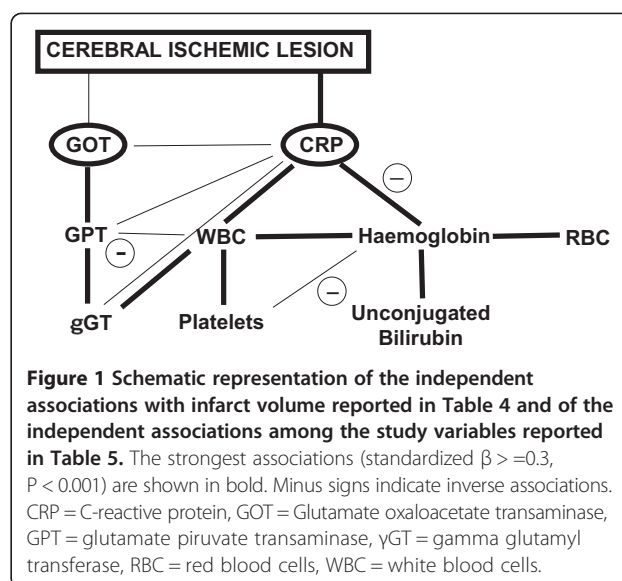 CEREBRAL ISCHEMIC LESION
GOT CRP
−
GPT - WBC Haemoglobin RBC
gGT Platelets − Unconjugated
Bilirubin
Figure 1 Schematic representation of the independent
associations with infarct volume reported in Table 4 and of the
independent associations among the study variables reported
in Table 5. The strongest associations (standardized β > =0.3,
P < 0.001) are shown in bold. Minus signs indicate inverse associations.
CRP = C-reactive protein, GOT = Glutamate oxaloacetate transaminase,
GPT = glutamate piruvate transaminase, γGT = gamma glutamyl
transferase, RBC = red blood cells, WBC = white blood cells.